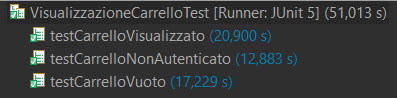 VisualizzazioneCarrelloTest [Runner: JUnit 5] (51,013 s)
testCarrelloVisualizzato (20,900 s)
testCarrelloNonAutenticato (12,883 s)
testCarrelloVuoto (17,229 s)